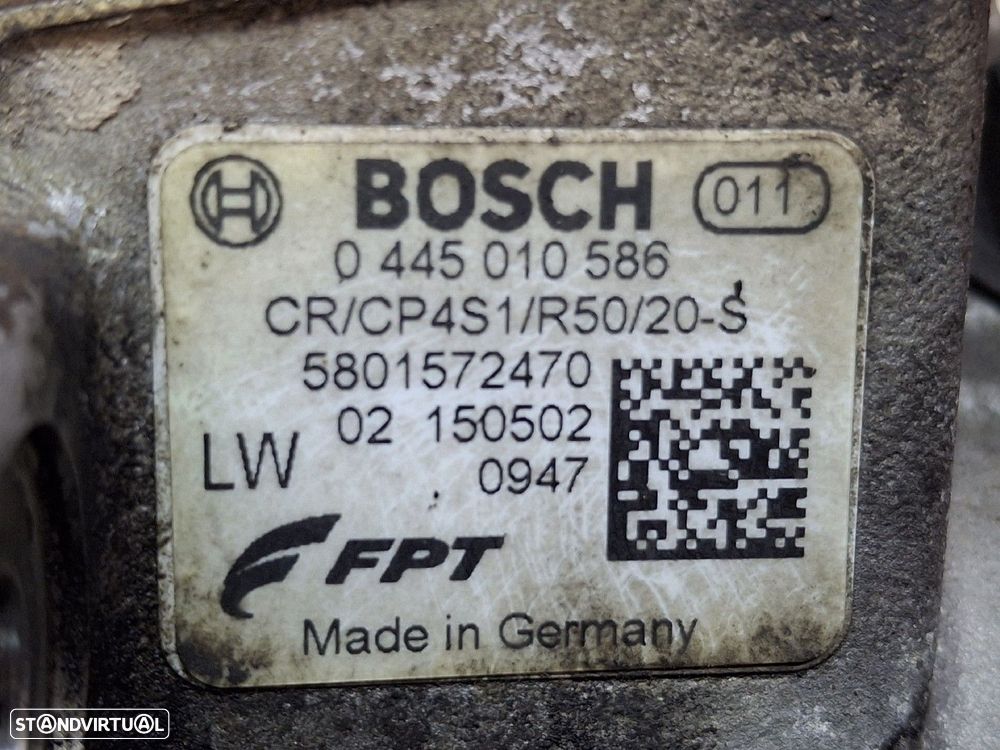 BOSCH 011
0 445 010 586
CR/CP4S1/R50/20-S
5801572470
02 150502
LW 0947
FPT
Made in Germany
STANDVIRTUAL